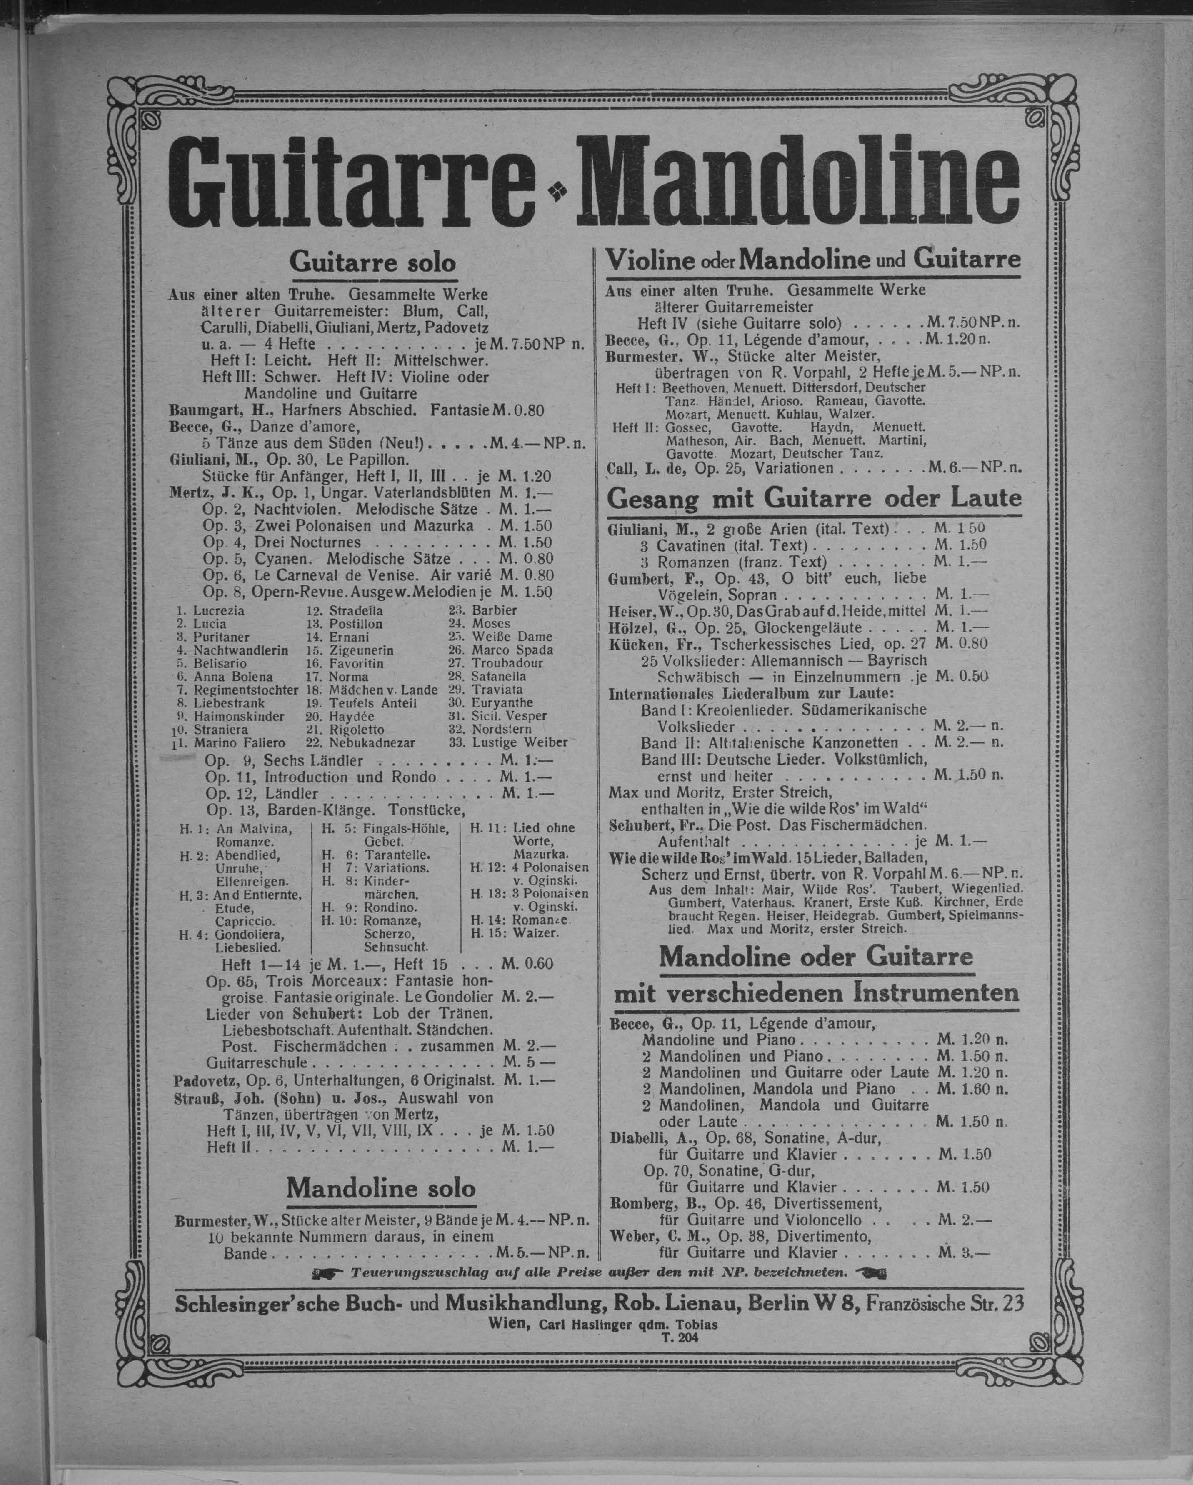 Guitarre Mandoline
Guitarre solo
Aus einer alten Truhe. Gesammelte Werke
älterer Guitarremeister: Blum, Call,
Carulli, Diabelli, Giuliani, Mertz, Padovetz
u. a. — 4 Hefte . . . . . . . . . . . je M. 7.50 NP n.
Heft I: Leicht. Heft II: Mittelschwer.
Heft III: Schwer. Heft IV: Violine oder
Mandoline und Guitarre
Baumgart, H., Harfners Abschied. Fantasie M. 0.80
Becce, G., Danze d'amore,
5 Tänze aus dem Süden (Neu!) . . . . . M. 4.— NP. n.
Giuliani, M., Op. 30, Le Papillon.
Stücke für Anfänger, Heft I, II, III . . je M. 1.20
Mertz, J. K., Op. 1, Ungar. Vaterlandsblüten M. 1.—
Op. 2, Nachtviolen. Melodische Sätze . M. 1.—
Op. 3, Zwei Polonaisen und Mazurka . M. 1.50
Op. 4, Drei Nocturnes . . . . . . . . . M. 1.50
Op. 5, Cyanen. Melodische Sätze . . . M. 0.80
Op. 6, Le Carneval de Venise. Air varié M. 0.80
Op. 8, Opern-Revue. Ausgew. Melodien je M. 1.50
1. Lucrezia 12. Stradella 23. Barbier
2. Lucia 13. Postillon 24. Moses
3. Puritaner 14. Ernani 25. Weiße Dame
4. Nachtwandlerin 15. Zigeunerin 26. Marco Spada
5. Belisario 16. Favoritin 27. Troubadour
6. Anna Bolena 17. Norma 28. Satanella
7. Regimentstochter 18. Mädchen v. Lande 29. Traviata
8. Liebestrank 19. Teufels Anteil 30. Euryanthe
9. Haimonskinder 20. Haydée 31. Sicil. Vesper
10. Straniera 21. Rigoletto 32. Nordstern
11. Marino Faliero 22. Nebukadnezar 33. Lustige Weiber
Op. 9, Sechs Ländler . . . . . . . . . M. 1.—
Op. 11, Introduction und Rondo . . . . M. 1.—
Op. 12, Ländler . . . . . . . . . . . . . M. 1.—
Op. 13, Barden-Klänge. Tonstücke,
H. 1: An Malvina,
Romanze.
H. 2: Abendlied,
Unruhe,
Elfenreigen.
H. 3: An d Entfernte,
Etude,
Capriccio.
H. 4: Gondoliera,
Liebeslied.
H. 5: Fingals-Höhle,
Gebet.
H. 6: Tarantelle.
H 7: Variations.
H. 8: Kinder-
märchen.
H. 9: Rondino.
H. 10: Romanze,
Scherzo,
Sehnsucht.
H. 11: Lied ohne
Worte,
Mazurka.
H. 12: 4 Polonaisen
v. Oginski.
H. 13: 3 Polonaisen
v. Oginski.
H. 14: Romanze
H. 15: Walzer.
Heft 1—14 je M. 1.—, Heft 15 . . . M. 0.60
Op. 65, Trois Morceaux: Fantasie hon-
groise. Fantasie originale. Le Gondolier M. 2.—
Lieder von Schubert: Lob der Tränen.
Liebesbotschaft. Aufenthalt. Ständchen.
Post. Fischermädchen . . zusammen M. 2.—
Guitarreschule . . . . . . . . . . . . . . M. 5 —
Padovetz, Op. 6, Unterhaltungen, 6 Originalst. M. 1.—
Strauß, Joh. (Sohn) u. Jos., Auswahl von
Tänzen, übertragen von Mertz,
Heft I, III, IV, V, VI, VII, VIII, IX . . . je M. 1.50
Heft II . . . . . . . . . . . . . . . . . . M. 1.—
Mandoline solo
Burmester, W., Stücke alter Meister, 9 Bände je M. 4.— NP. n.
10 bekannte Nummern daraus, in einem
Bande . . . . . . . . . . . . . . . . . M. 5.— NP. n.
Violine oder Mandoline und Guitarre
Aus einer alten Truhe. Gesammelte Werke
älterer Guitarremeister
Heft IV (siehe Guitarre solo) . . . . . . M. 7.50 NP. n.
Becce, G., Op. 11, Légende d'amour, . . . . M. 1.20 n.
Burmester. W., Stücke alter Meister,
übertragen von R. Vorpahl, 2 Hefte je M. 5.— NP. n.
Heft I: Beethoven, Menuett. Dittersdorf, Deutscher
Tanz. Händel, Arioso. Rameau, Gavotte.
Mozart, Menuett. Kuhlau, Walzer.
Heft II: Gossec, Gavotte. Haydn, Menuett.
Matheson, Air. Bach, Menuett. Martini,
Gavotte. Mozart, Deutscher Tanz.
Call, L. de, Op. 25, Variationen . . . . . . . M. 6.— NP. n.
Gesang mit Guitarre oder Laute
Giuliani, M., 2 große Arien (ital. Text) . . . M. 1 50
3 Cavatinen (ital. Text) . . . . . . . . . M. 1.50
3 Romanzen (franz. Text) . . . . . . . M. 1.—
Gumbert, F., Op. 43, O bitt' euch, liebe
Vögelein, Sopran . . . . . . . . . . . M. 1.—
Heiser, W., Op. 30, Das Grab auf d. Heide, mittel M. 1.—
Hölzel, G., Op. 25, Glockengeläute . . . . . M. 1.—
Kücken, Fr., Tscherkessisches Lied, op. 27 M. 0.80
25 Volkslieder: Allemannisch — Bayrisch
Schwäbisch — in Einzelnummern . je M. 0.50
Internationales Liederalbum zur Laute:
Band I: Kreolenlieder. Südamerikanische
Volkslieder . . . . . . . . . . . . . . M. 2.— n.
Band II: Altitalienische Kanzonetten . . M. 2.— n.
Band III: Deutsche Lieder. Volkstümlich,
ernst und heiter . . . . . . . . . . . M. 1.50 n.
Max und Moritz, Erster Streich,
enthalten in „Wie die wilde Ros' im Wald“
Schubert, Fr., Die Post. Das Fischermädchen.
Aufenthalt . . . . . . . . . . . . . . je M. 1.—
Wie die wilde Ros' im Wald. 15 Lieder, Balladen,
Scherz und Ernst, übertr. von R. Vorpahl M. 6.— NP. n.
Aus dem Inhalt: Mair, Wilde Ros'. Taubert, Wiegenlied.
Gumbert, Vaterhaus. Kranert, Erste Kuß. Kirchner, Erde
braucht Regen. Heiser, Heidegrab. Gumbert, Spielmanns-
lied. Max und Moritz, erster Streich.
Mandoline oder Guitarre
mit verschiedenen Instrumenten
Becce, G., Op. 11, Légende d'amour,
Mandoline und Piano . . . . . . . . . . M. 1.20 n.
2 Mandolinen und Piano . . . . . . . . M. 1.50 n.
2 Mandolinen und Guitarre oder Laute M. 1.20 n.
2 Mandolinen, Mandola und Piano . . M. 1.60 n.
2 Mandolinen, Mandola und Guitarre
oder Laute . . . . . . . . . . . . . . M. 1.50 n.
Diabelli, A., Op. 68, Sonatine, A-dur,
für Guitarre und Klavier . . . . . . . M. 1.50
Op. 70, Sonatine, G-dur,
für Guitarre und Klavier . . . . . . . M. 1.50
Romberg, B., Op. 46, Divertissement,
für Guitarre und Violoncello . . . . M. 2.—
Weber, C. M., Op. 38, Divertimento,
für Guitarre und Klavier . . . . . . . M. 3.—
Teuerungszuschlag auf alle Preise außer den mit NP. bezeichneten.
Schlesinger'sche Buch- und Musikhandlung, Rob. Lienau, Berlin W 8, Französische Str. 23
Wien, Carl Haslinger qdm. Tobias
T. 204